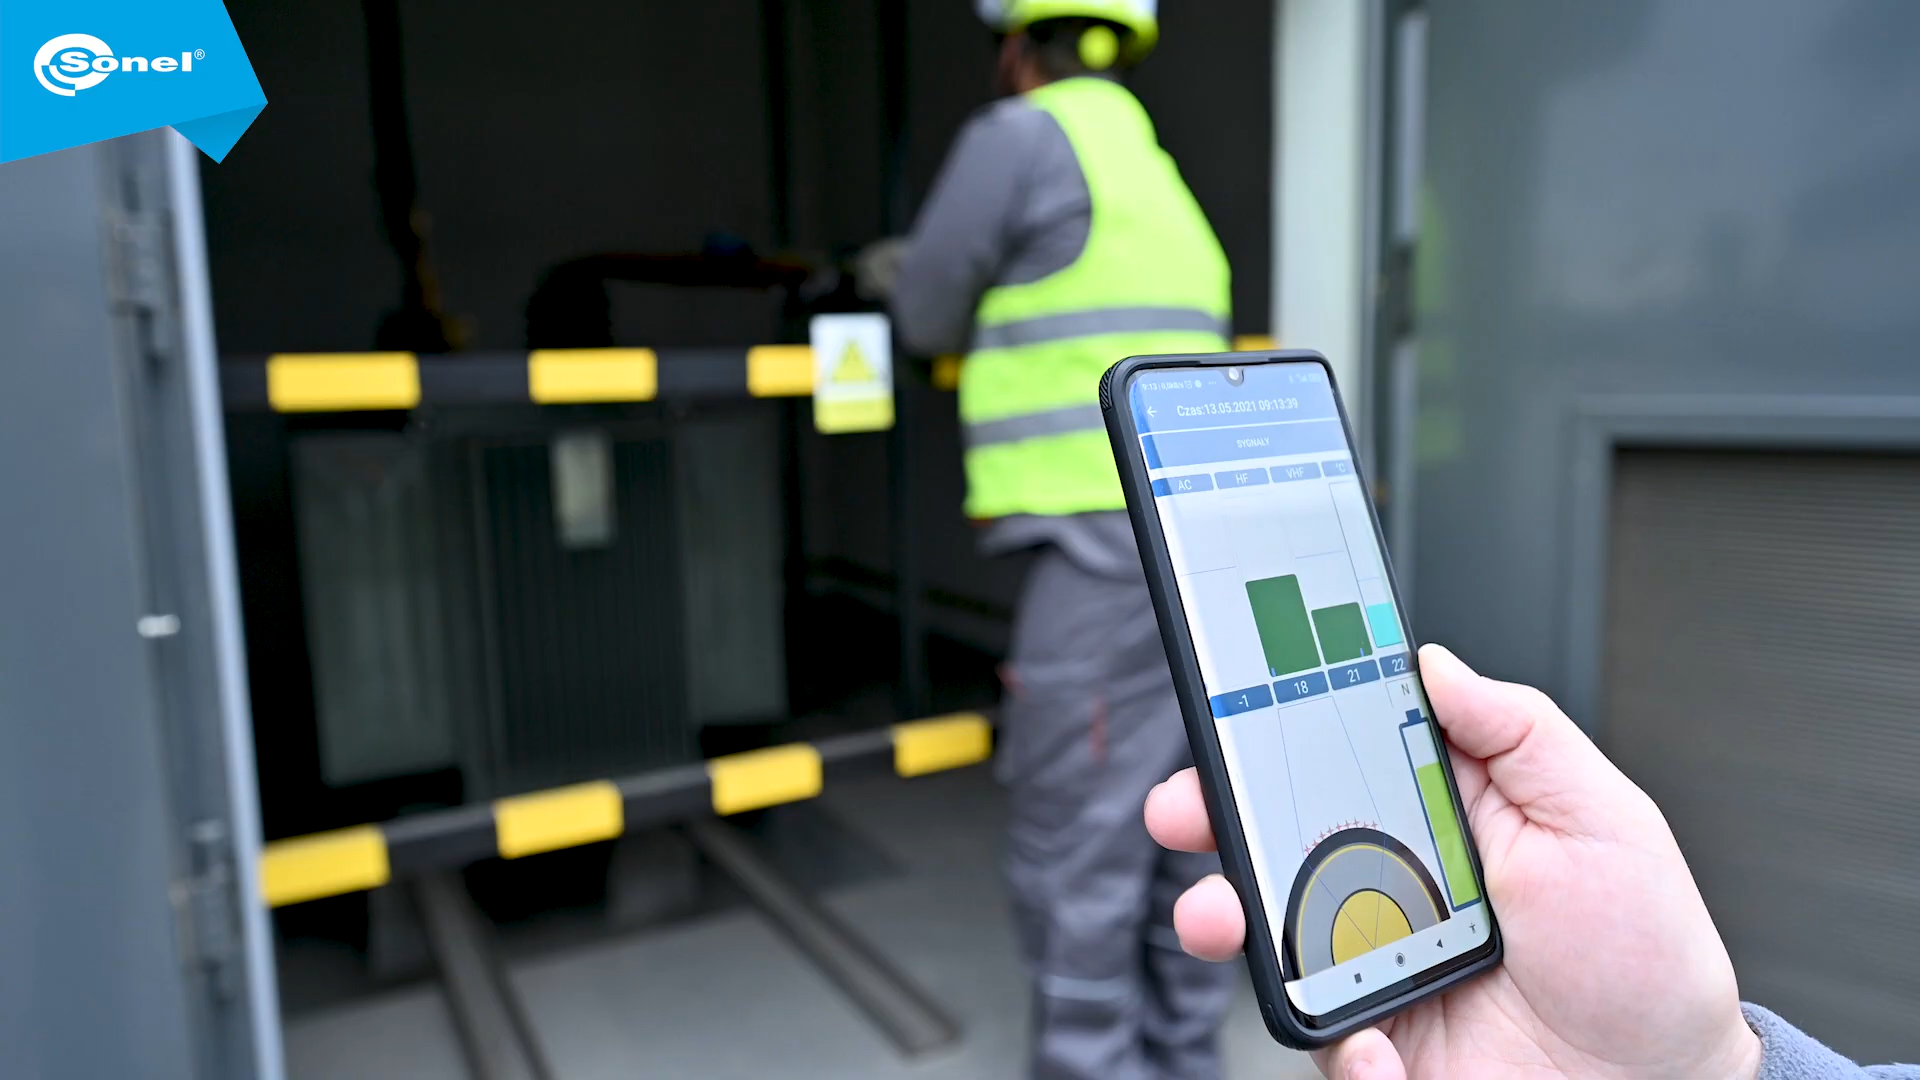 Sonel®
Czas:13.05.2021 09:13:39
SYGNAŁY
AC HF VHF °C
-1 18 21 22
N